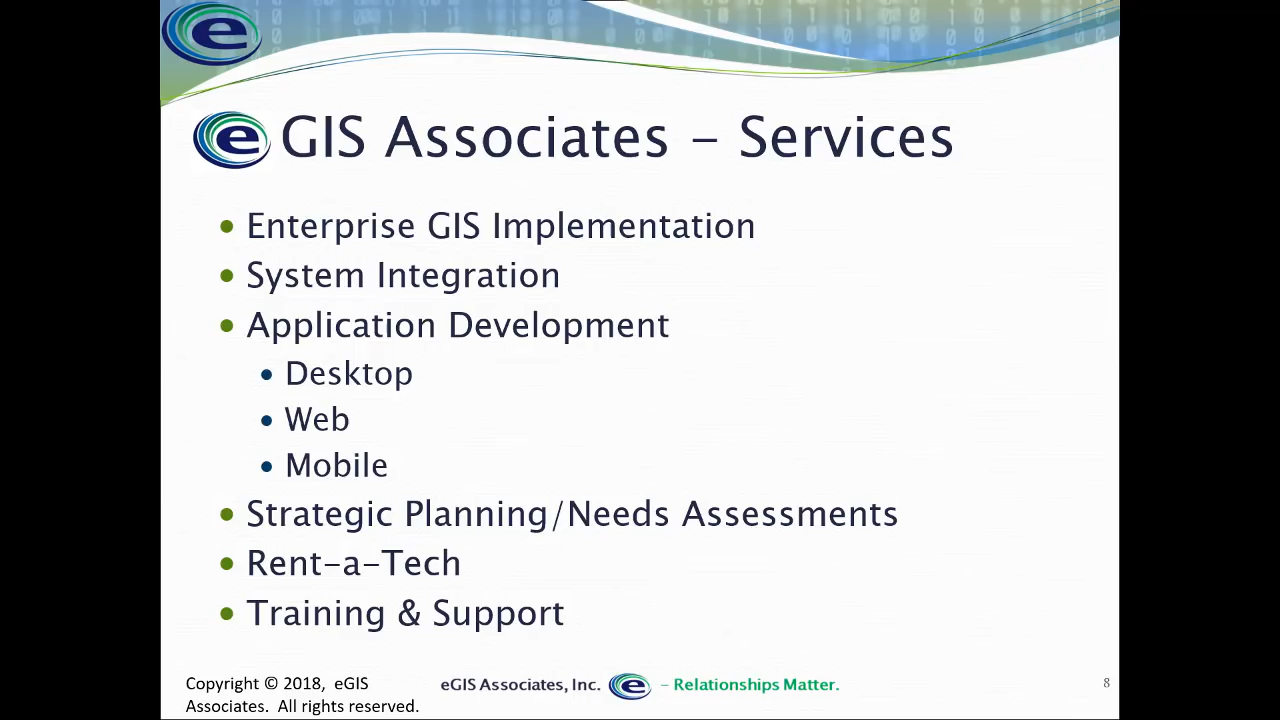 e
e GIS Associates - Services
• Enterprise GIS Implementation
• System Integration
• Application Development
• Desktop
• Web
• Mobile
• Strategic Planning/Needs Assessments
• Rent-a-Tech
• Training & Support
Copyright © 2018, eGIS
Associates. All rights reserved.
eGIS Associates, Inc. e – Relationships Matter.
8